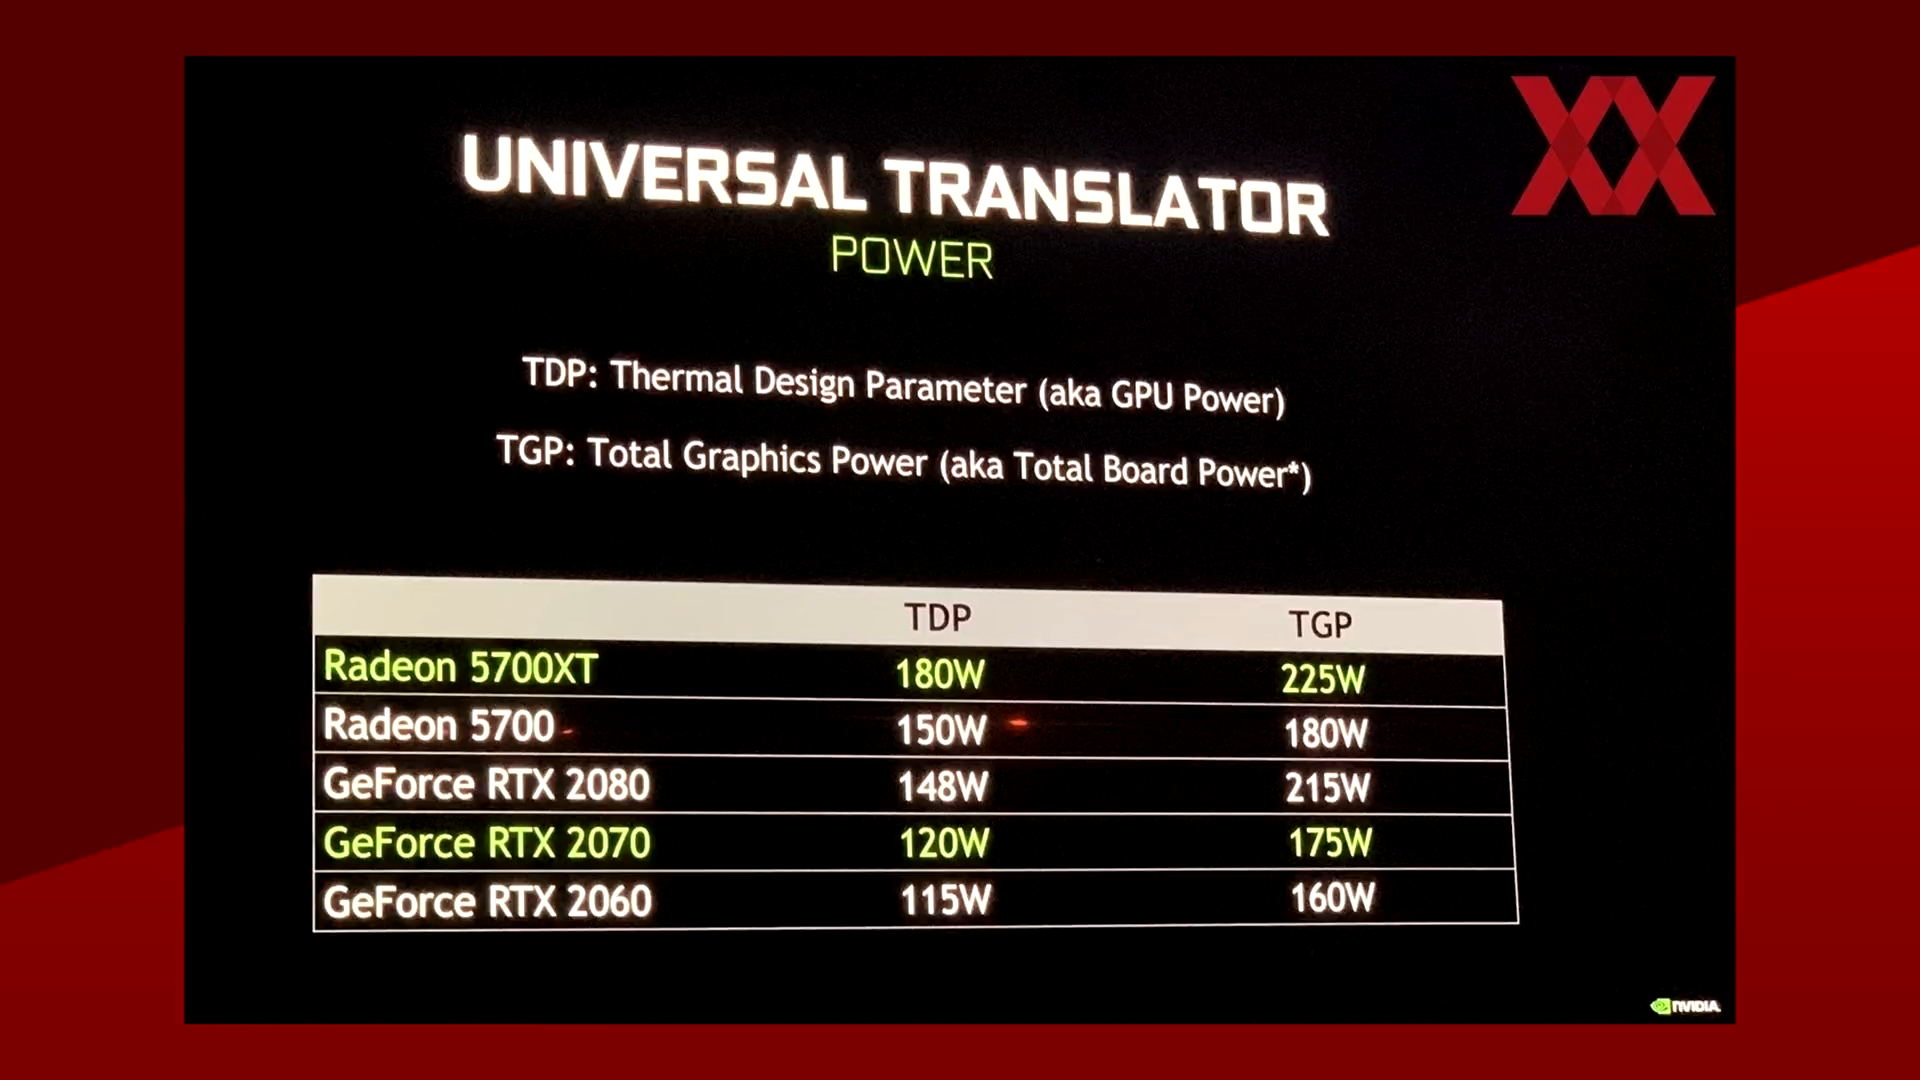 UNIVERSAL TRANSLATOR
POWER
TDP: Thermal Design Parameter (aka GPU Power)
TGP: Total Graphics Power (aka Total Board Power*)
TDP TGP
Radeon 5700XT 180W 225W
Radeon 5700 150W 180W
GeForce RTX 2080 148W 215W
GeForce RTX 2070 120W 175W
GeForce RTX 2060 115W 160W
NVIDIA.